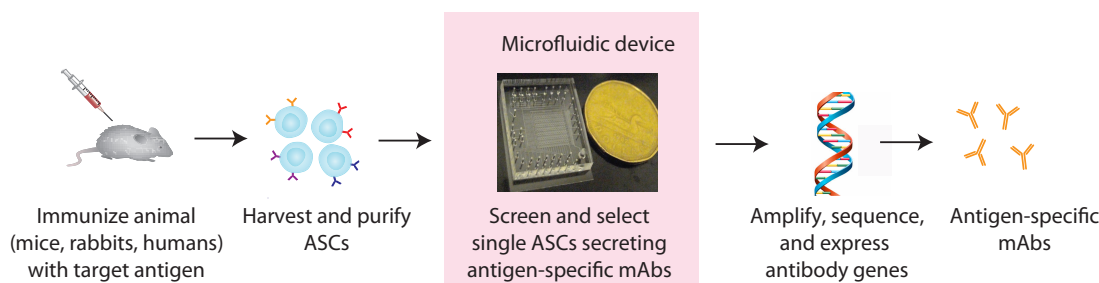 Microfluidic device
Immunize animal
(mice, rabbits, humans)
with target antigen
Harvest and purify
ASCs
Screen and select
single ASCs secreting
antigen-specific mAbs
Amplify, sequence,
and express
antibody genes
Antigen-specific
mAbs